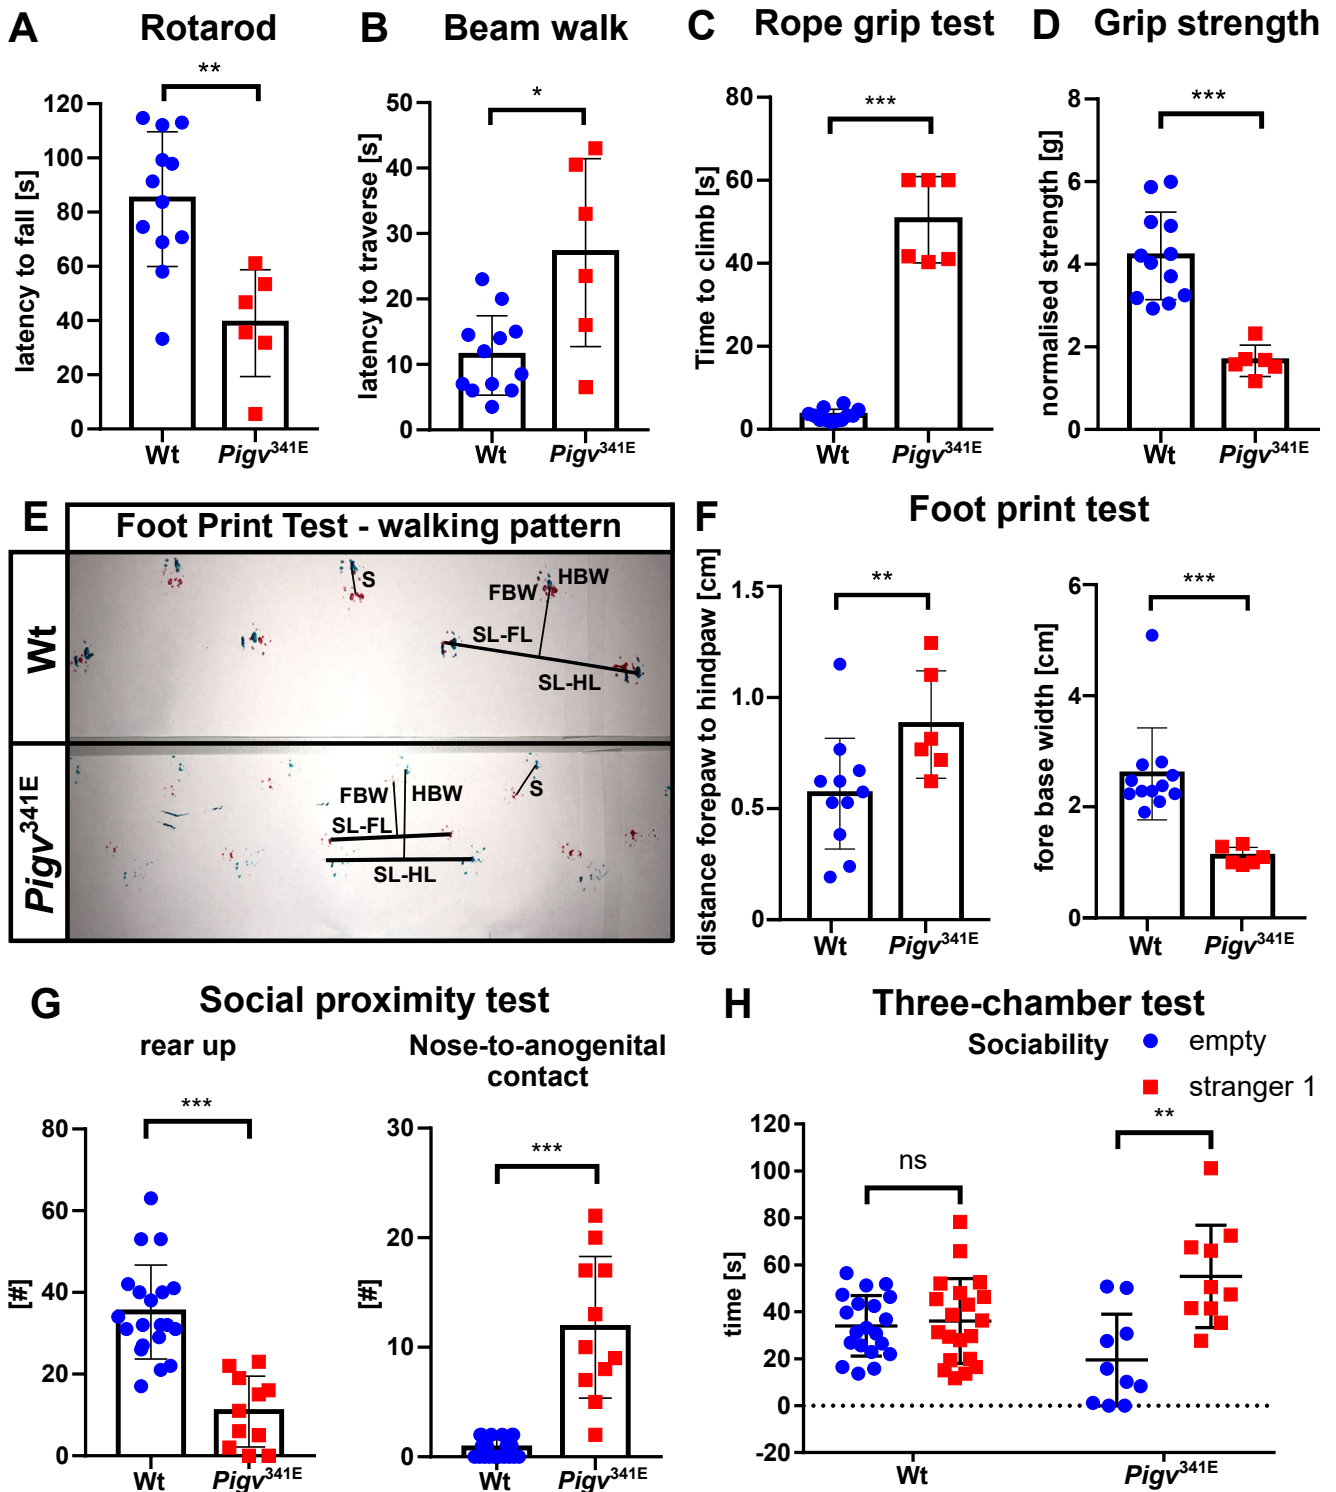 A Rotarod
**
latency to fall [s]
120
100
80
60
40
20
0
Wt Pigv341E
B Beam walk
*
latency to traverse [s]
50
40
30
20
10
0
Wt Pigv341E
C Rope grip test
***
Time to climb [s]
80
60
40
20
0
Wt Pigv341E
D Grip strength
***
normalised strength [g]
8
6
4
2
0
Wt Pigv341E
E Foot Print Test - walking pattern
Wt
S
FBW HBW
SL-FL
SL-HL
Pigv341E
FBW HBW
S
SL-FL
SL-HL
F Foot print test
**
distance forepaw to hindpaw [cm]
1.5
1.0
0.5
0
Wt Pigv341E
***
fore base width [cm]
6
4
2
0
Wt Pigv341E
G Social proximity test
rear up
***
[#]
80
60
40
20
0
Wt Pigv341E
Nose-to-anogenital
contact
***
[#]
30
20
10
0
Wt Pigv341E
H Three-chamber test
Sociability
empty
stranger 1
ns
**
time [s]
120
100
80
60
40
20
0
-20
Wt Pigv341E